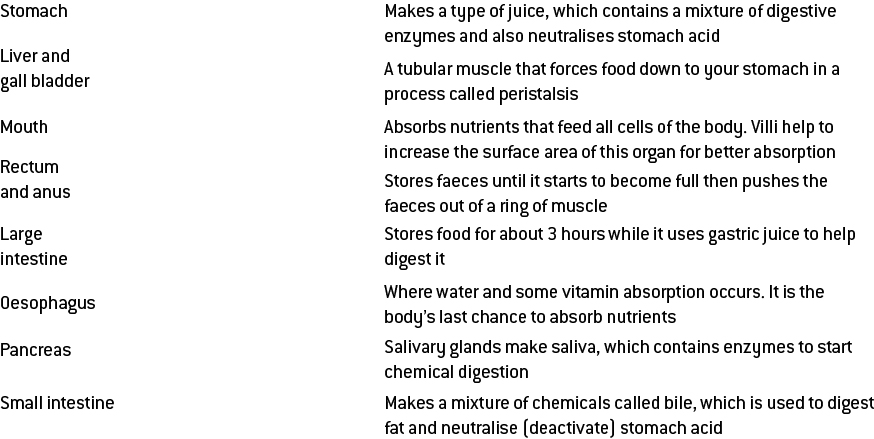 Stomach
Liver and
gall bladder
Mouth
Rectum
and anus
Large
intestine
Oesophagus
Pancreas
Small intestine
Makes a type of juice, which contains a mixture of digestive
enzymes and also neutralises stomach acid
A tubular muscle that forces food down to your stomach in a
process called peristalsis
Absorbs nutrients that feed all cells of the body. Villi help to
increase the surface area of this organ for better absorption
Stores faeces until it starts to become full then pushes the
faeces out of a ring of muscle
Stores food for about 3 hours while it uses gastric juice to help
digest it
Where water and some vitamin absorption occurs. It is the
body's last chance to absorb nutrients
Salivary glands make saliva, which contains enzymes to start
chemical digestion
Makes a mixture of chemicals called bile, which is used to digest
fat and neutralise (deactivate) stomach acid